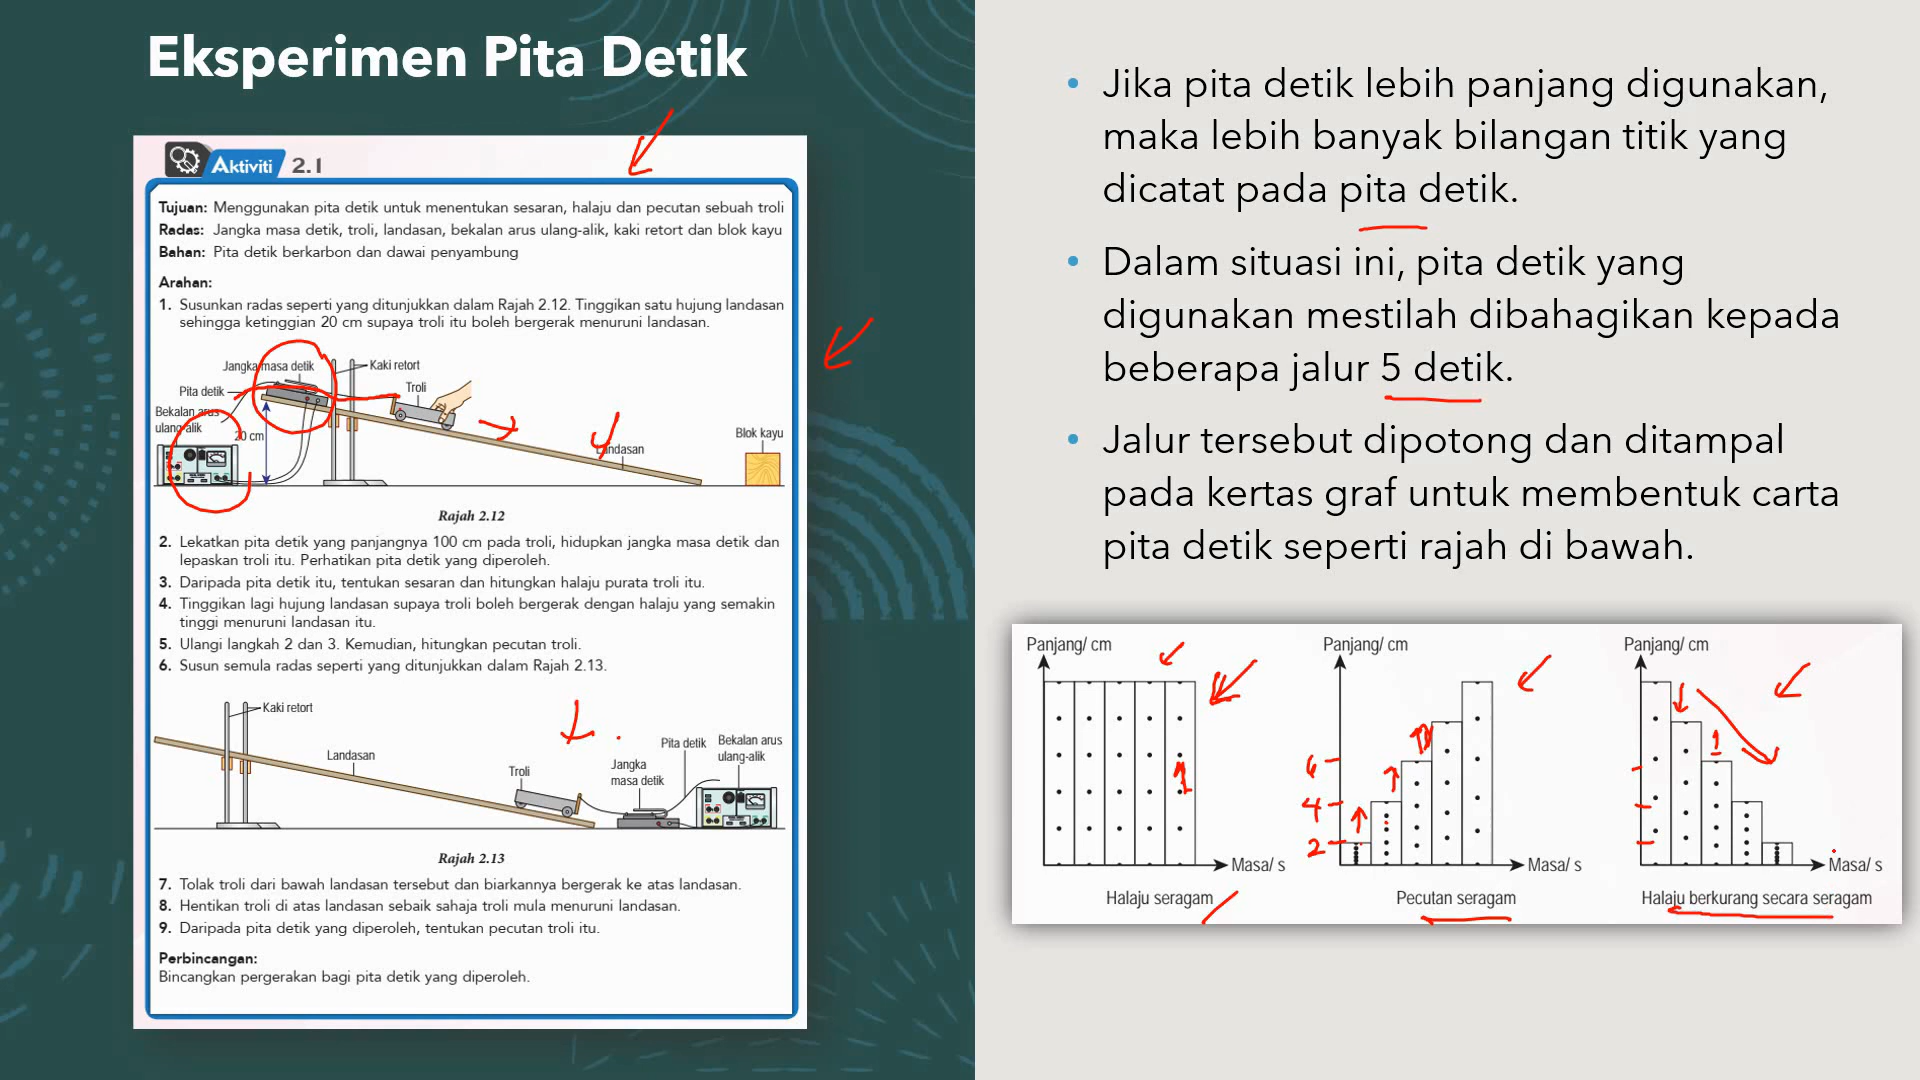 Eksperimen Pita Detik
Aktiviti 2.1
Tujuan: Menggunakan pita detik untuk menentukan sesaran, halaju dan pecutan sebuah troli
Radas: Jangka masa detik, troli, landasan, bekalan arus ulang-alik, kaki retort dan blok kayu
Bahan: Pita detik berkarbon dan dawai penyambung
Arahan:
1. Susunkan radas seperti yang ditunjukkan dalam Rajah 2.12. Tinggikan satu hujung landasan
sehingga ketinggian 20 cm supaya troli itu boleh bergerak menuruni landasan.
Jangka masa detik
Kaki retort
Pita detik
Troli
Bekalan arus
ulang-alik
20 cm
Landasan
Blok kayu
Rajah 2.12
2. Lekatkan pita detik yang panjangnya 100 cm pada troli, hidupkan jangka masa detik dan
lepaskan troli itu. Perhatikan pita detik yang diperoleh.
3. Daripada pita detik itu, tentukan sesaran dan hitungkan halaju purata troli itu.
4. Tinggikan lagi hujung landasan supaya troli boleh bergerak dengan halaju yang semakin
tinggi menuruni landasan itu.
5. Ulangi langkah 2 dan 3. Kemudian, hitungkan pecutan troli.
6. Susun semula radas seperti yang ditunjukkan dalam Rajah 2.13.
Kaki retort
Landasan
Troli
Jangka
masa detik
Pita detik
Bekalan arus
ulang-alik
Rajah 2.13
7. Tolak troli dari bawah landasan tersebut dan biarkannya bergerak ke atas landasan.
8. Hentikan troli di atas landasan sebaik sahaja troli mula menuruni landasan.
9. Daripada pita detik yang diperoleh, tentukan pecutan troli itu.
Perbincangan:
Bincangkan pergerakan bagi pita detik yang diperoleh.
• Jika pita detik lebih panjang digunakan,
maka lebih banyak bilangan titik yang
dicatat pada pita detik.
• Dalam situasi ini, pita detik yang
digunakan mestilah dibahagikan kepada
beberapa jalur 5 detik.
• Jalur tersebut dipotong dan ditampal
pada kertas graf untuk membentuk carta
pita detik seperti rajah di bawah.
Panjang/ cm
Masa/ s
Halaju seragam
Panjang/ cm
6
4
2
Masa/ s
Pecutan seragam
Panjang/ cm
Masa/ s
Halaju berkurang secara seragam